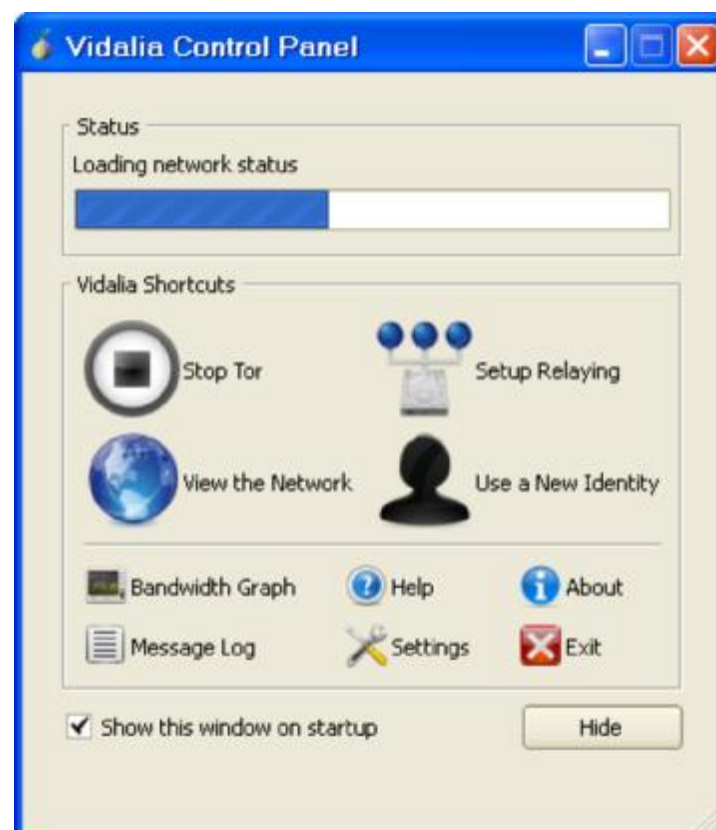 Vidalia Control Panel
Status
Loading network status
Vidalia Shortcuts
Stop Tor
Setup Relaying
View the Network
Use a New Identity
Bandwidth Graph
Help
About
Message Log
Settings
Exit
Show this window on startup
Hide